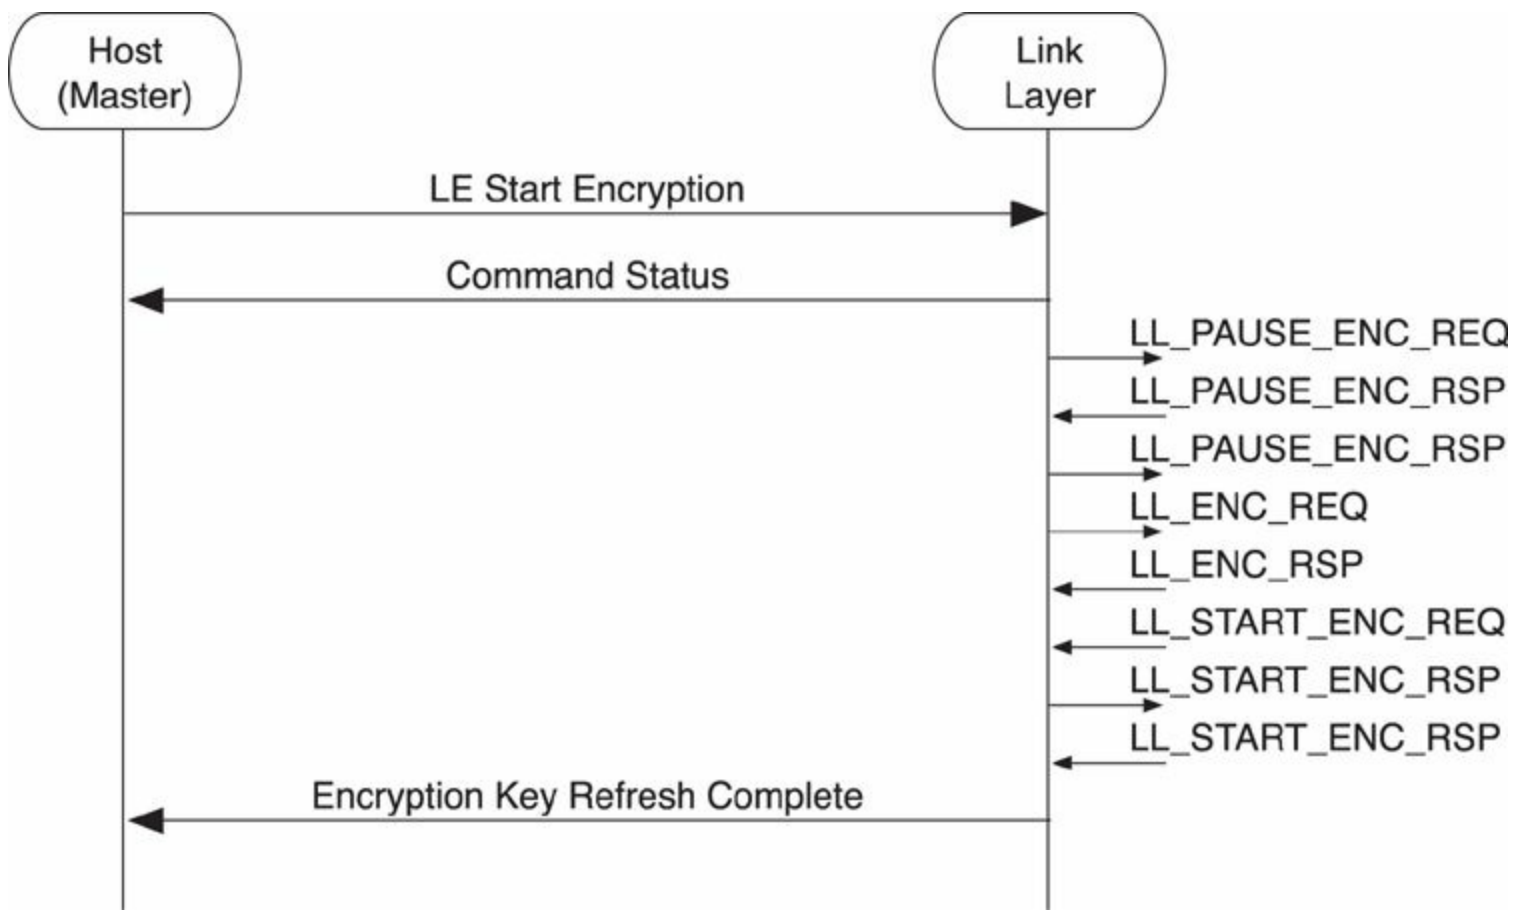 Host
(Master)
Link
Layer
LE Start Encryption
Command Status
LL_PAUSE_ENC_REQ
LL_PAUSE_ENC_RSP
LL_PAUSE_ENC_RSP
LL_ENC_REQ
LL_ENC_RSP
LL_START_ENC_REQ
LL_START_ENC_RSP
LL_START_ENC_RSP
Encryption Key Refresh Complete